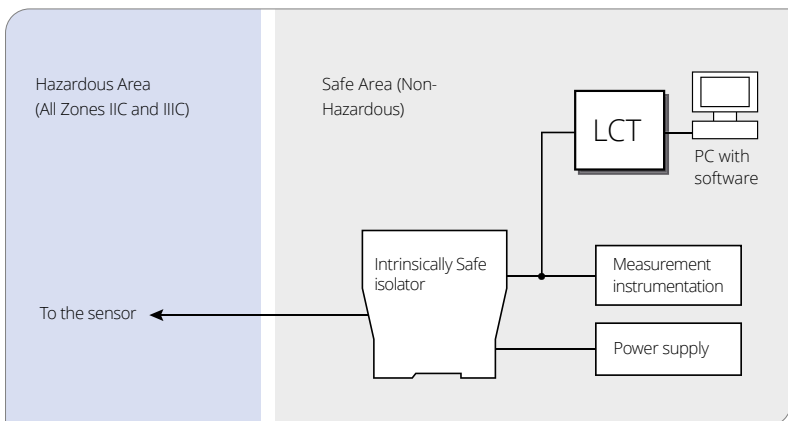 Hazardous Area
(All Zones IIC and IIIC)
Safe Area (Non-
Hazardous)
LCT
PC with
software
Intrinsically Safe
isolator
Measurement
instrumentation
To the sensor
Power supply